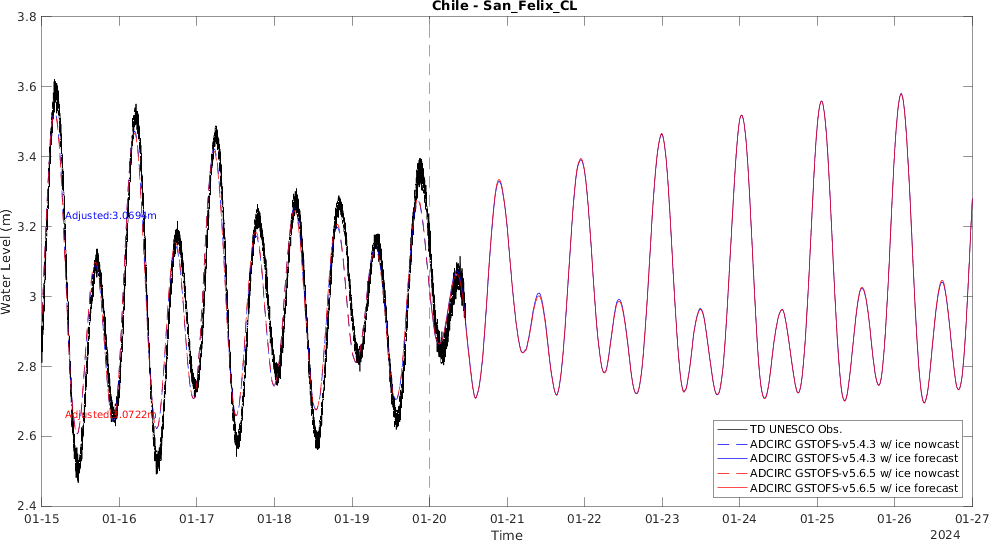 Chile - San_Felix_CL
3.8
3.6
3.4
3.2
3
2.8
2.6
2.4
Water Level (m)
Adjusted:3.0694m
Adjusted:3.0722m
TD UNESCO Obs.
ADCIRC GSTOFS-v5.4.3 w/ ice nowcast
ADCIRC GSTOFS-v5.4.3 w/ ice forecast
ADCIRC GSTOFS-v5.6.5 w/ ice nowcast
ADCIRC GSTOFS-v5.6.5 w/ ice forecast
01-15 01-16 01-17 01-18 01-19 01-20 01-21 01-22 01-23 01-24 01-25 01-26 01-27
Time
2024